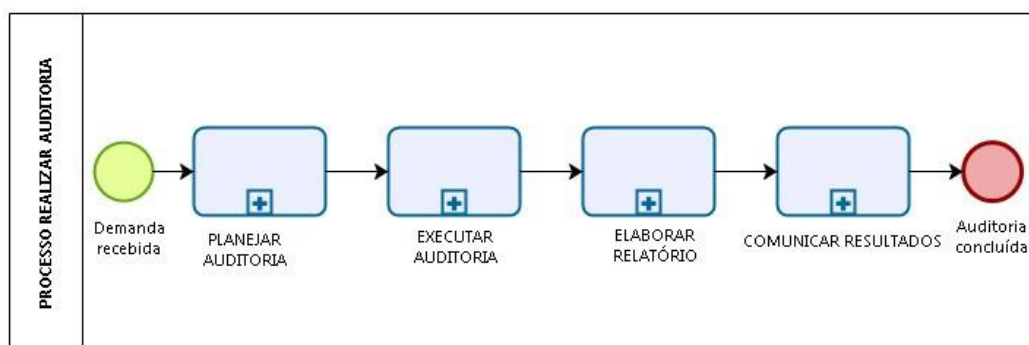 PROCESSO REALIZAR AUDITORIA
Demanda
recebida
PLANEJAR
AUDITORIA
EXECUTAR
AUDITORIA
ELABORAR
RELATÓRIO
COMUNICAR RESULTADOS
Auditoria
concluída